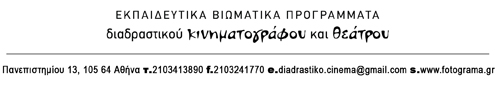 ΕΚΠΑΙΔΕΥΤΙΚΑ ΒΙΩΜΑΤΙΚΑ ΠΡΟΓΡΑΜΜΑΤΑ
διαδραστικού κινηματογράφου και θεάτρου
Πανεπιστημίου 13, 105 64 Αθήνα τ.2103413890 f.2103241770 e.diadrastiko.cinema@gmail.com s.www.fotograma.gr